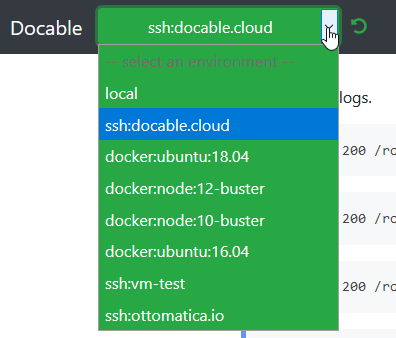 Docable
ssh:docable.cloud
-- select an environment --
local
logs.
ssh:docable.cloud
docker:ubuntu:18.04
200 /ro
docker:node:12-buster
docker:node:10-buster
200 /ro
docker:ubuntu:16.04
ssh:vm-test
200 /ro
ssh:ottomatica.io